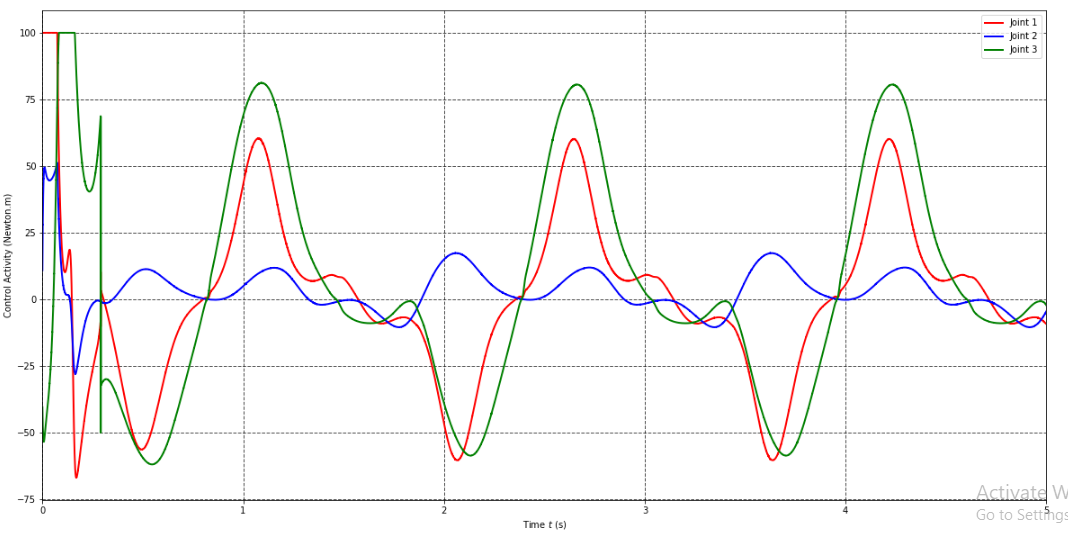 Joint 1
Joint 2
Joint 3
100
75
50
25
0
−25
−50
−75
Control Activity (Newton.m)
0 1 2 3 4 5
Time t (s)
Activate W
Go to Settings